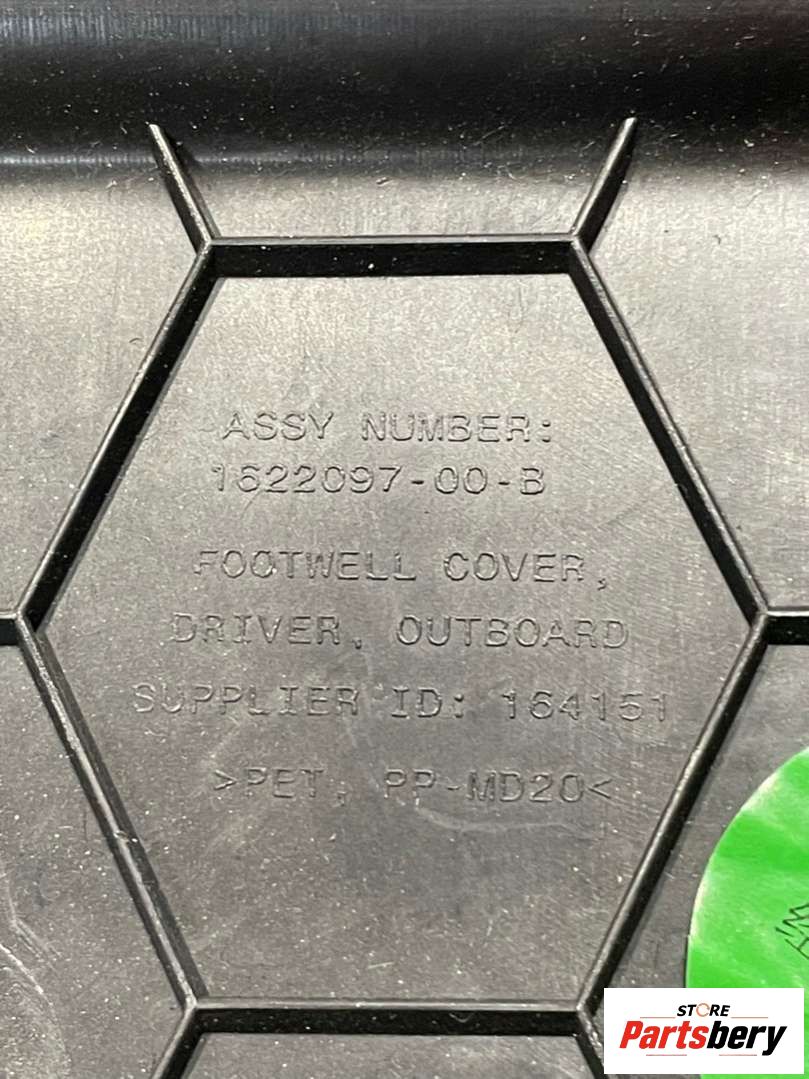 ASSY NUMBER:
1622097-00-B
FOOTWELL COVER,
DRIVER, OUTBOARD
SUPPLIER ID: 164151
>PET, PP-MD20<
STORE
Partsbery